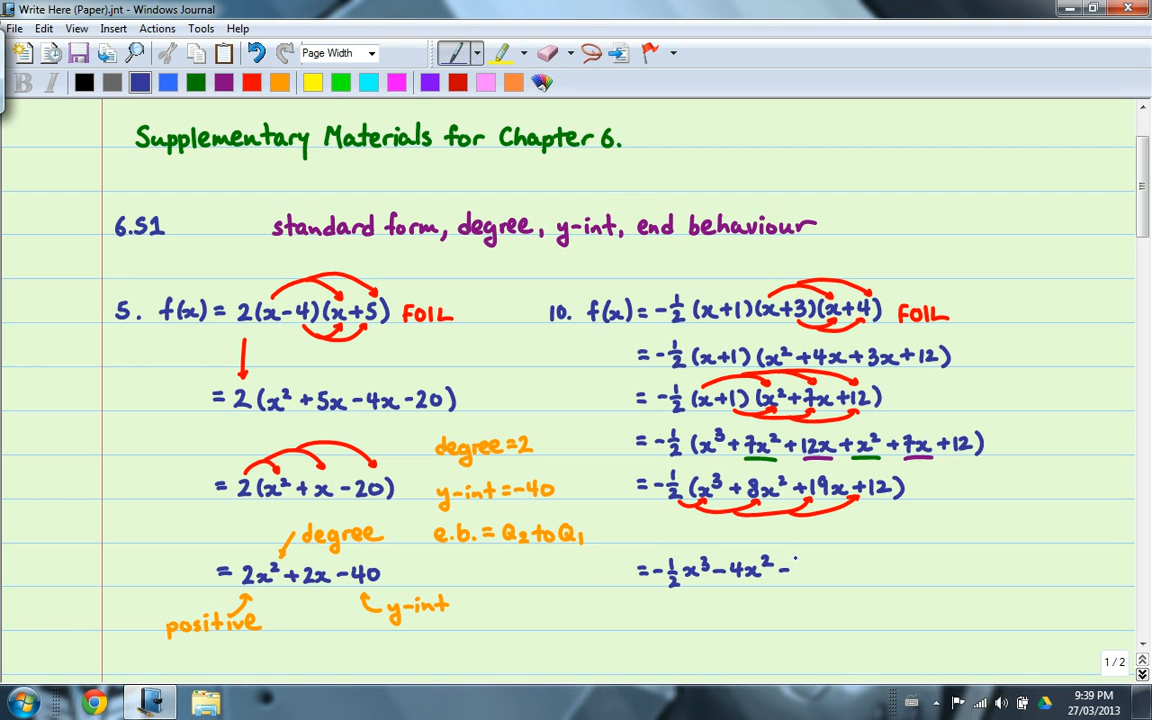 Write Here (Paper).jnt - Windows Journal
File Edit View Insert Actions Tools Help
Page Width
B I
Supplementary Materials for Chapter 6.
6.S1 standard form, degree, y-int, end behaviour
5. f(x) = 2(x-4)(x+5) FOIL
= 2(x² + 5x - 4x - 20)
= 2(x² + x - 20)
degree = 2
y-int = -40
e.b. = Q₂ to Q₁
degree
= 2x² + 2x - 40
positive
y-int
10. f(x) = -½ (x+1)(x+3)(x+4) FOIL
= -½ (x+1)(x² + 4x + 3x + 12)
= -½ (x+1)(x² + 7x + 12)
= -½ (x³ + 7x² + 12x + x² + 7x + 12)
= -½ (x³ + 8x² + 19x + 12)
= -½x³ - 4x² -
1 / 2
9:39 PM
27/03/2013